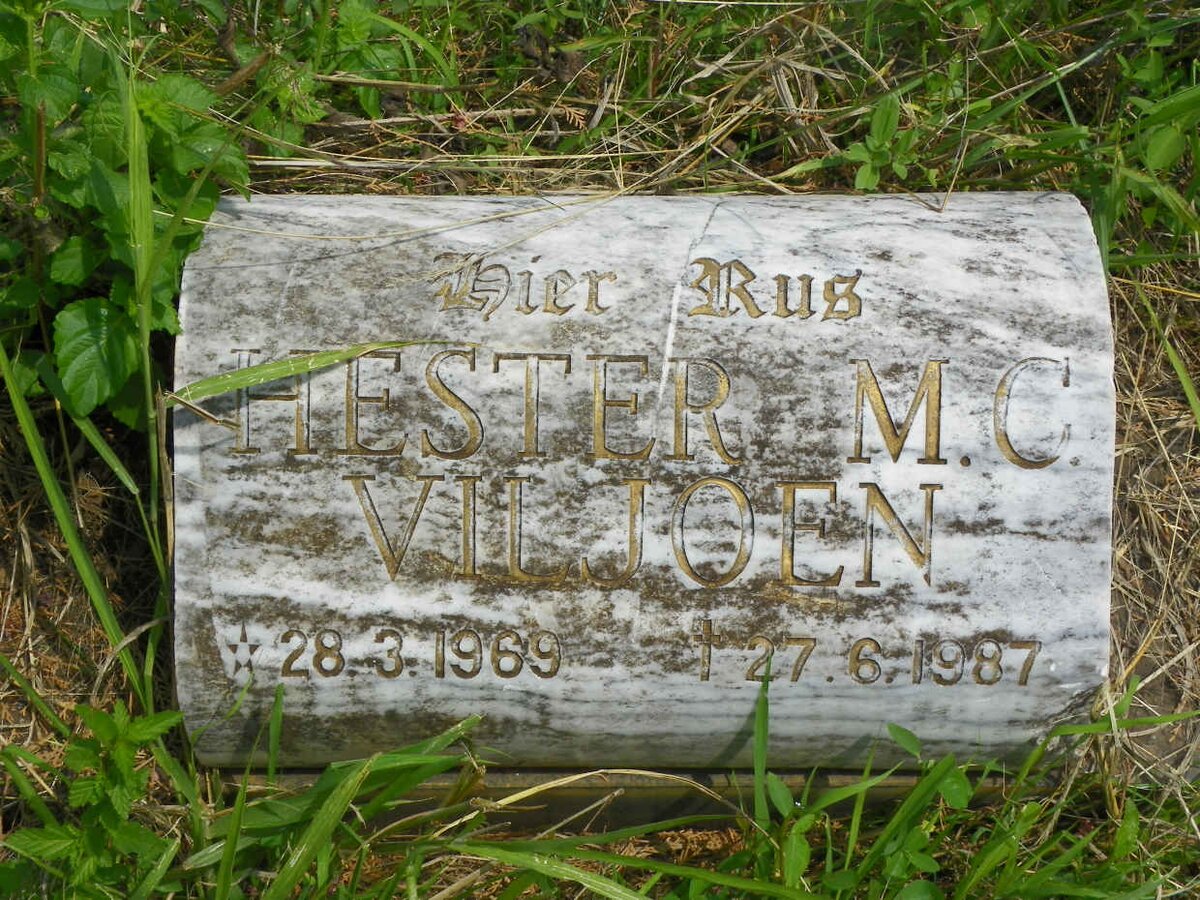 Hier Rus
HESTER M.C.
VILJOEN
☆ 28.3.1969 † 27.6.1987